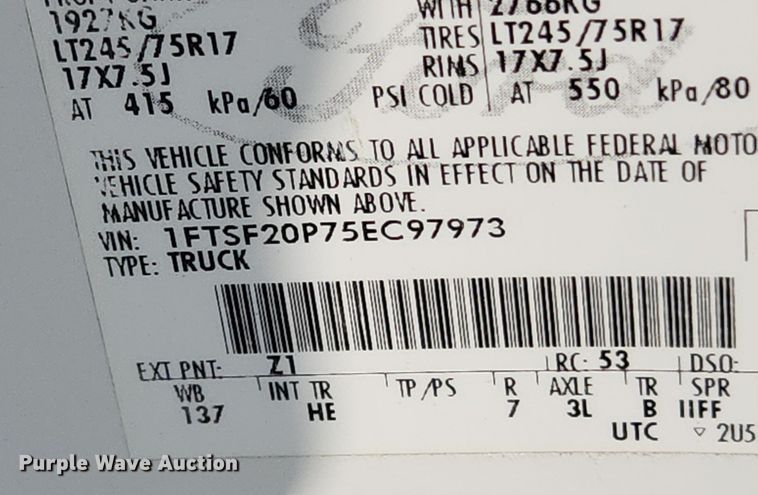 1927KG WITH 2766KG
LT245/75R17 TIRES LT245/75R17
17X7.5J RIMS 17X7.5J
AT 415 kPa/60 PSI COLD AT 550 kPa/80
THIS VEHICLE CONFORMS TO ALL APPLICABLE FEDERAL MOTO
VEHICLE SAFETY STANDARDS IN EFFECT ON THE DATE OF
MANUFACTURE SHOWN ABOVE.
VIN: 1FTSF20P75EC97973
TYPE: TRUCK
EXT PNT: Z1 RC: 53 DSO:
WB INT TR TP/PS R AXLE TR SPR
137 HE 7 3L B IIFF
UTC ▽ 2U5
Purple Wave Auction